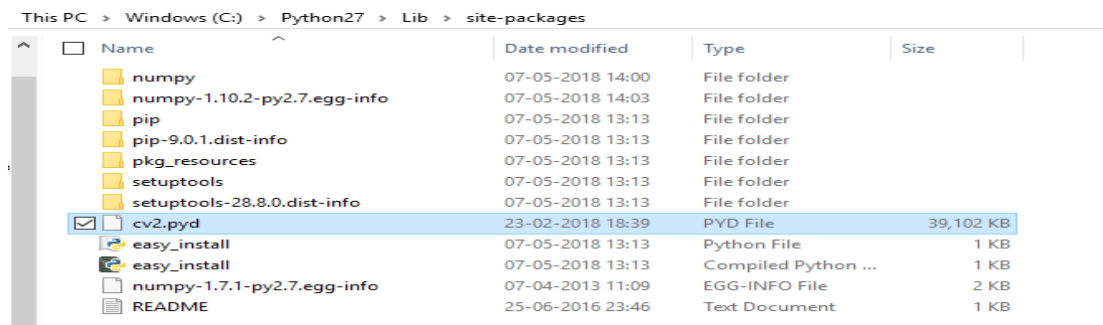 This PC > Windows (C:) > Python27 > Lib > site-packages
Name Date modified Type Size
numpy 07-05-2018 14:00 File folder
numpy-1.10.2-py2.7.egg-info 07-05-2018 14:03 File folder
pip 07-05-2018 13:13 File folder
pip-9.0.1.dist-info 07-05-2018 13:13 File folder
pkg_resources 07-05-2018 13:13 File folder
setuptools 07-05-2018 13:13 File folder
setuptools-28.8.0.dist-info 07-05-2018 13:13 File folder
cv2.pyd 23-02-2018 18:39 PYD File 39,102 KB
easy_install 07-05-2018 13:13 Python File 1 KB
easy_install 07-05-2018 13:13 Compiled Python ... 1 KB
numpy-1.7.1-py2.7.egg-info 07-04-2013 11:09 EGG-INFO File 2 KB
README 25-06-2016 23:46 Text Document 1 KB